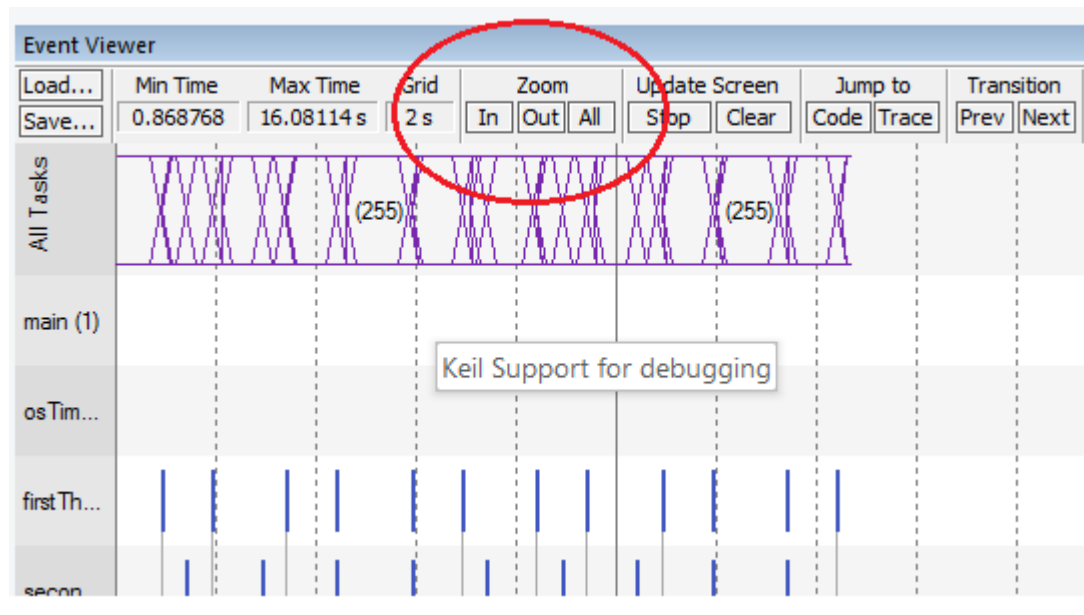 Event Viewer
Load... Min Time Max Time Grid Zoom Update Screen Jump to Transition
Save... 0.868768 16.08114 s 2 s In Out All Stop Clear Code Trace Prev Next
All Tasks
(255) (255)
main (1)
Keil Support for debugging
osTim...
firstTh...
secon